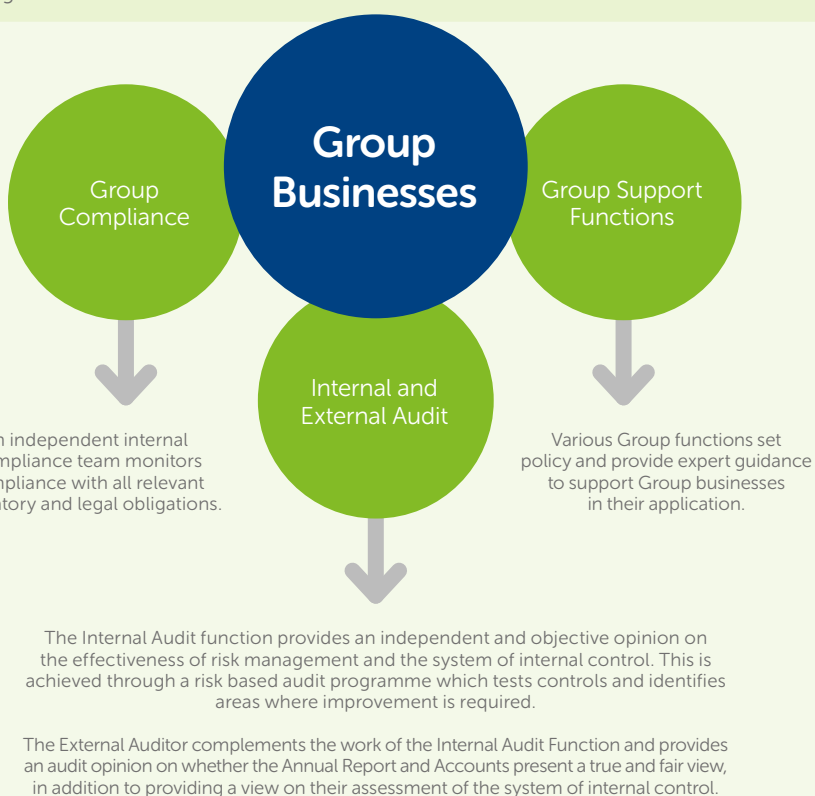 Group
Businesses
Group
Compliance
Group Support
Functions
Internal and
External Audit
independent internal
team monitors
with all relevant
and legal obligations.
Various Group functions set
policy and provide expert guidance
to support Group businesses
in their application.
The Internal Audit function provides an independent and objective opinion on
the effectiveness of risk management and the system of internal control. This is
achieved through a risk based audit programme which tests controls and identifies
areas where improvement is required.
The External Auditor complements the work of the Internal Audit Function and provides
an audit opinion on whether the Annual Report and Accounts present a true and fair view,
in addition to providing a view on their assessment of the system of internal control.